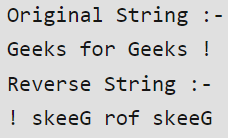 Original String :-
Geeks for Geeks !
Reverse String :-
! skeeG rof skeeG